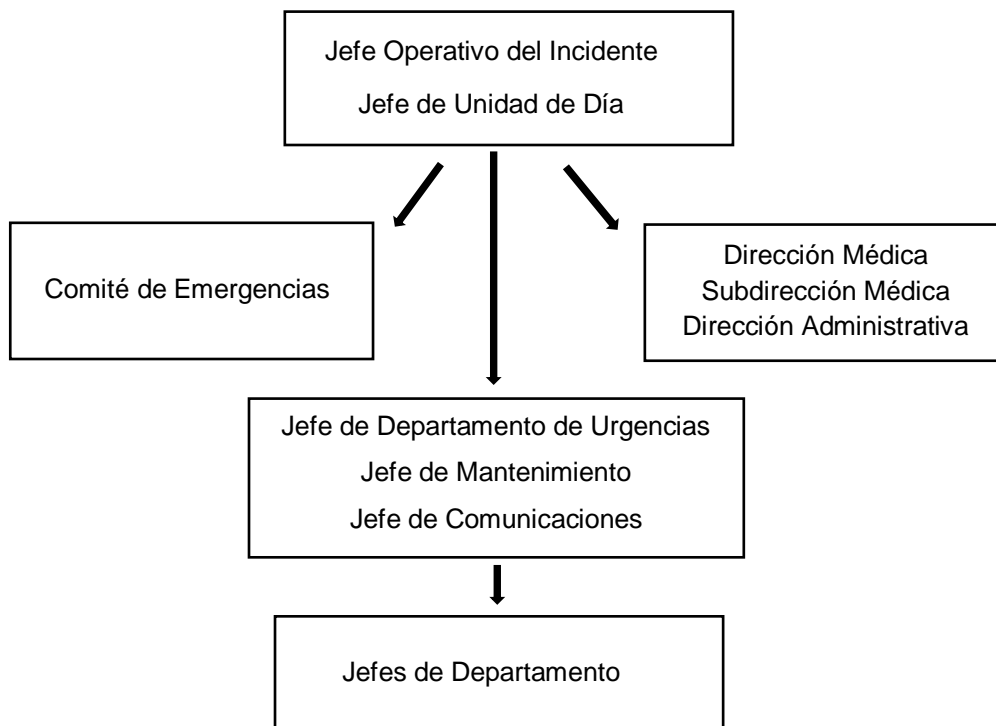 Jefe Operativo del Incidente
Jefe de Unidad de Día
Comité de Emergencias
Dirección Médica
Subdirección Médica
Dirección Administrativa
Jefe de Departamento de Urgencias
Jefe de Mantenimiento
Jefe de Comunicaciones
Jefes de Departamento